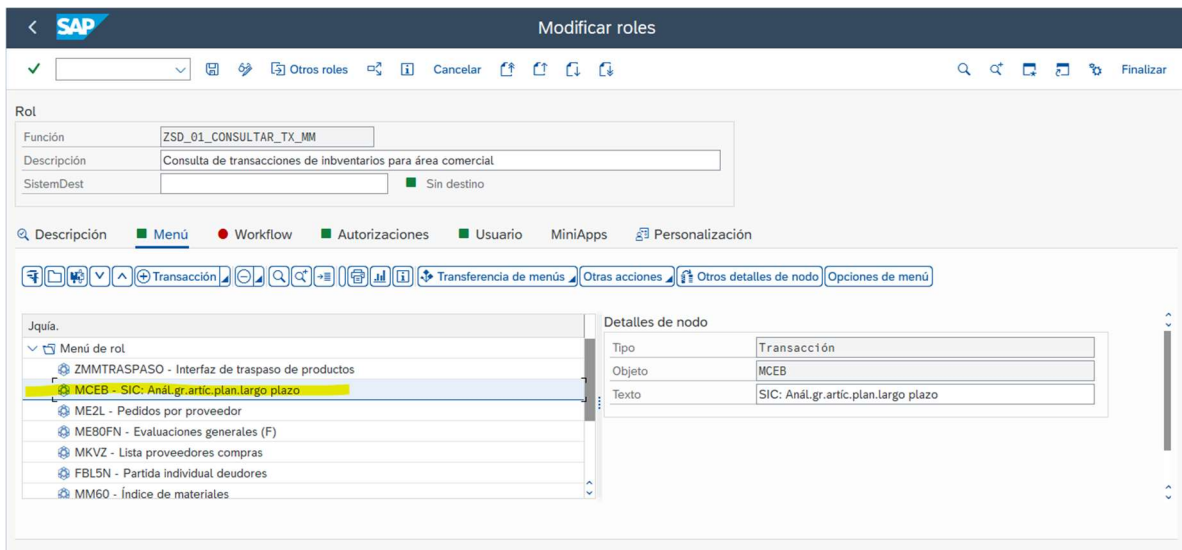 SAP
Modificar roles
Otros roles Cancelar Finalizar
Rol
Función ZSD_01_CONSULTAR_TX_MM
Descripción Consulta de transacciones de inbventarios para área comercial
SistemDest Sin destino
Descripción Menú Workflow Autorizaciones Usuario MiniApps Personalización
Transacción Transferencia de menús Otras acciones Otros detalles de nodo Opciones de menú
Jquía.
Menú de rol
ZMMTRASPASO - Interfaz de traspaso de productos
MCEB - SIC: Anál.gr.artíc.plan.largo plazo
ME2L - Pedidos por proveedor
ME80FN - Evaluaciones generales (F)
MKVZ - Lista proveedores compras
FBL5N - Partida individual deudores
MM60 - Índice de materiales
Detalles de nodo
Tipo Transacción
Objeto MCEB
Texto SIC: Anál.gr.artíc.plan.largo plazo